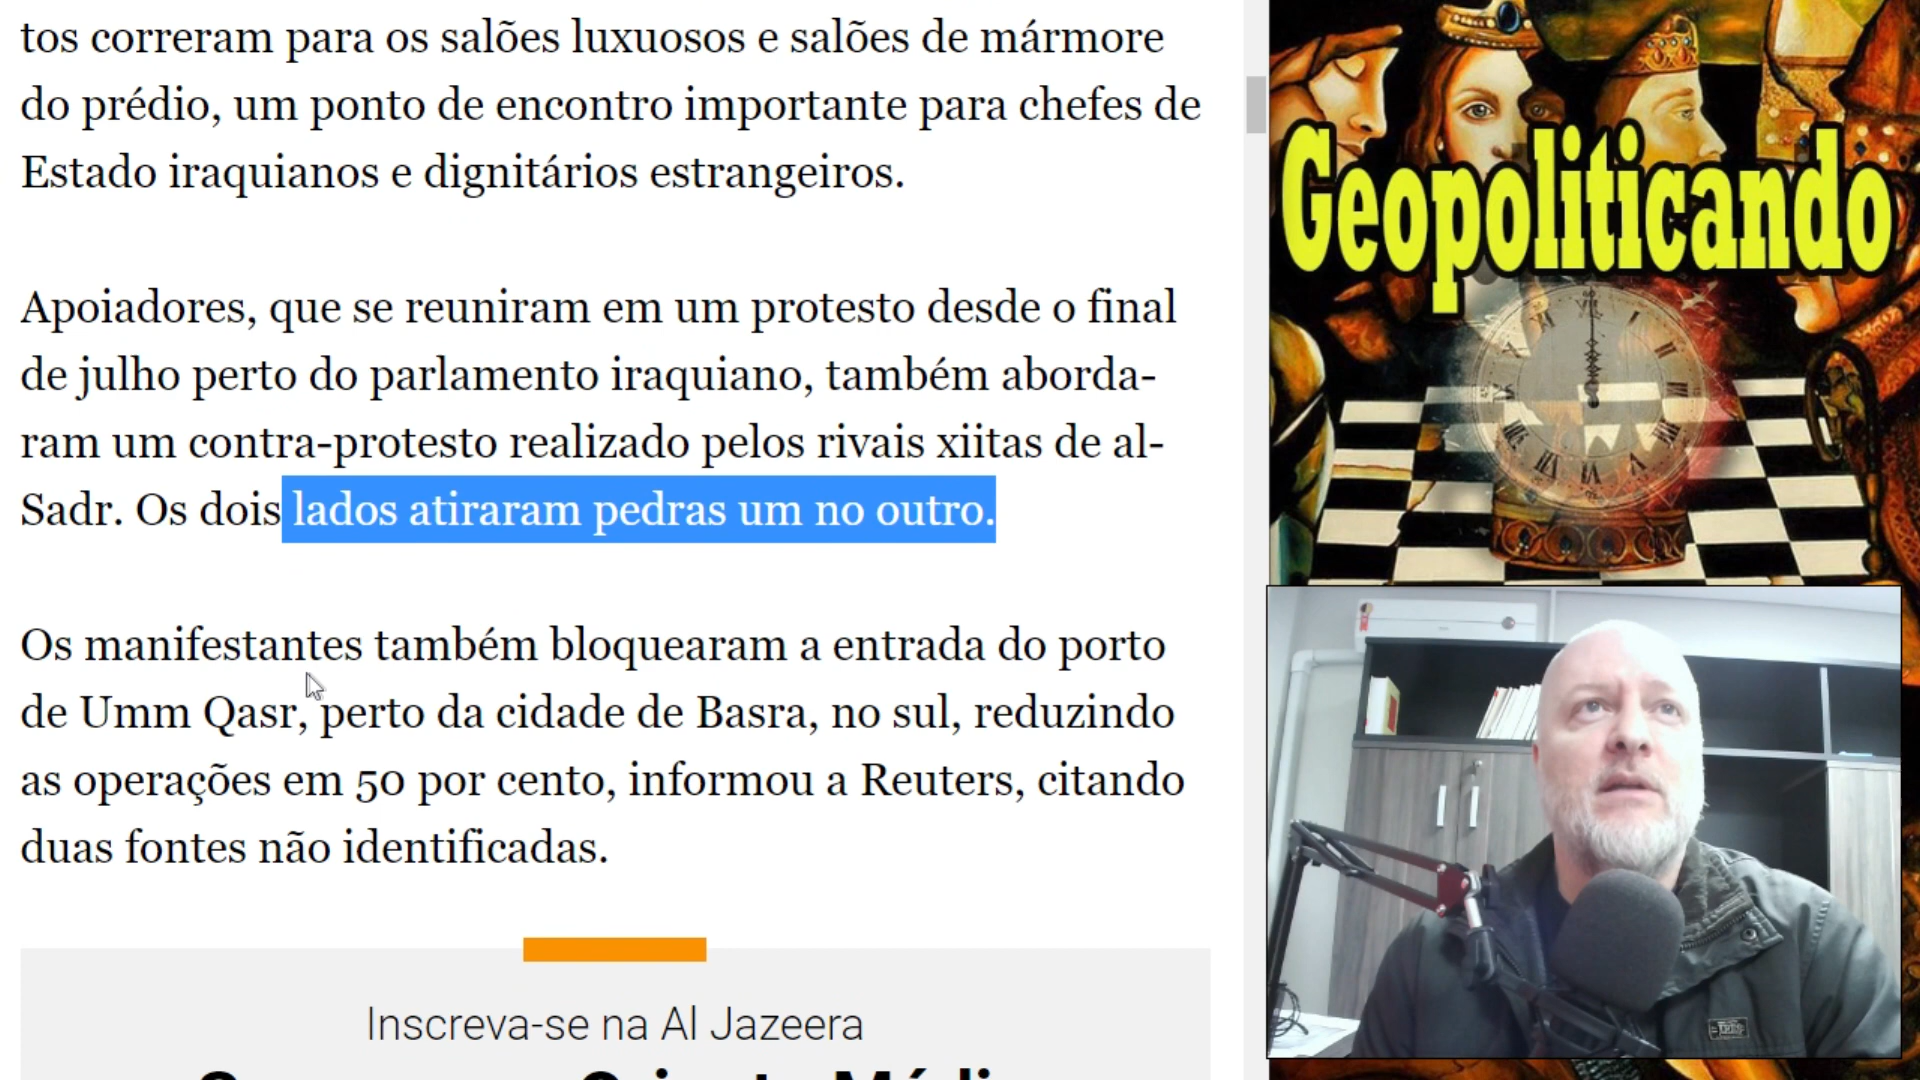 tos correram para os salões luxuosos e salões de mármore
do prédio, um ponto de encontro importante para chefes de
Estado iraquianos e dignitários estrangeiros.
Apoiadores, que se reuniram em um protesto desde o final
de julho perto do parlamento iraquiano, também aborda-
ram um contra-protesto realizado pelos rivais xiitas de al-
Sadr. Os dois lados atiraram pedras um no outro.
Os manifestantes também bloquearam a entrada do porto
de Umm Qasr, perto da cidade de Basra, no sul, reduzindo
as operações em 50 por cento, informou a Reuters, citando
duas fontes não identificadas.
Inscreva-se na Al Jazeera
Geopoliticando